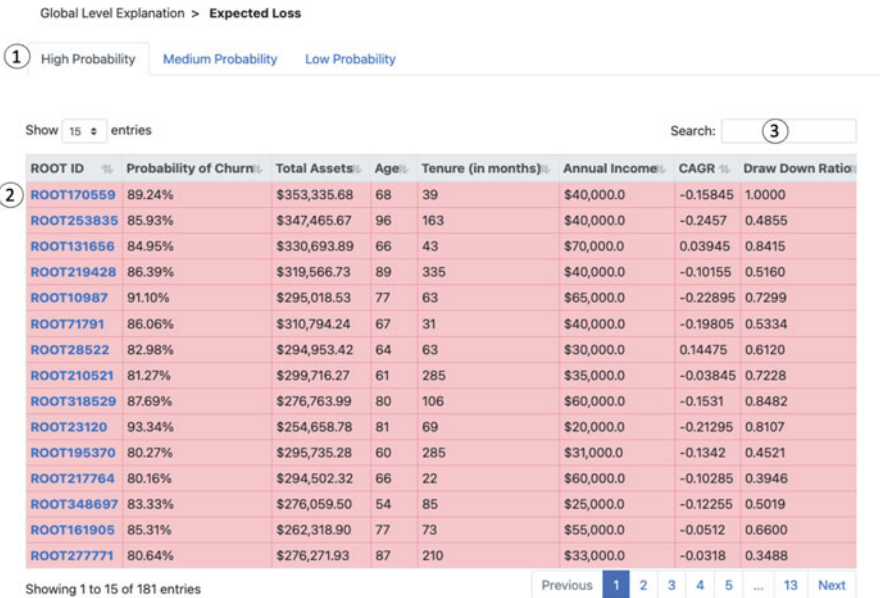 Global Level Explanation > Expected Loss
1 High Probability Medium Probability Low Probability
Show 15 entries Search: 3
ROOT ID Probability of Churn Total Assets Age Tenure (in months) Annual Income CAGR Draw Down Ratio
2 ROOT170559 89.24% $353,335.68 68 39 $40,000.0 -0.15845 1.0000
ROOT253835 85.93% $347,465.67 96 163 $40,000.0 -0.2457 0.4855
ROOT131656 84.95% $330,693.89 66 43 $70,000.0 0.03945 0.8415
ROOT219428 86.39% $319,566.73 89 335 $40,000.0 -0.10155 0.5160
ROOT10987 91.10% $295,018.53 77 63 $65,000.0 -0.22895 0.7299
ROOT71791 86.06% $310,794.24 67 31 $40,000.0 -0.19805 0.5334
ROOT28522 82.98% $294,953.42 64 63 $30,000.0 0.14475 0.6120
ROOT210521 81.27% $299,716.27 61 285 $35,000.0 -0.03845 0.7228
ROOT318529 87.69% $276,763.99 80 106 $60,000.0 -0.1531 0.8482
ROOT23120 93.34% $254,658.78 81 69 $20,000.0 -0.21295 0.8107
ROOT195370 80.27% $295,735.28 60 285 $31,000.0 -0.1342 0.4521
ROOT217764 80.16% $294,502.32 66 22 $60,000.0 -0.10285 0.3946
ROOT348697 83.33% $276,059.50 54 85 $25,000.0 -0.12255 0.5019
ROOT161905 85.31% $262,318.90 77 73 $55,000.0 -0.0512 0.6600
ROOT277771 80.64% $276,271.93 87 210 $33,000.0 -0.0318 0.3488
Showing 1 to 15 of 181 entries Previous 1 2 3 4 5 ... 13 Next